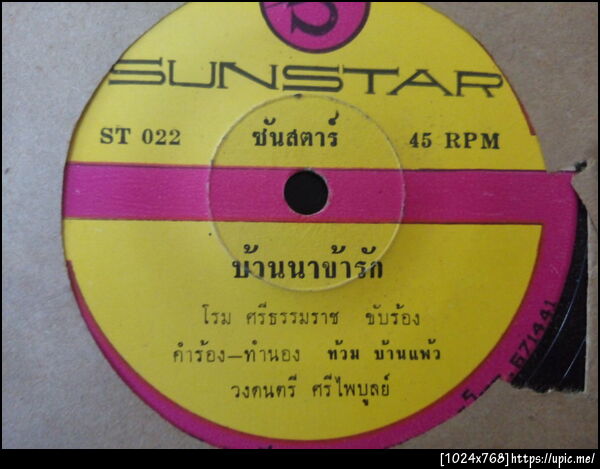 SUNSTAR
ST 022 ซันสตาร์ 45 RPM
บ้านนาข้ารัก
โรม ศรีธรรมราช ขับร้อง
คำร้อง-ทำนอง ท้วม บ้านแพ้ว
วงดนตรี ศรีไพบูลย์
571441
[1024x768]https://upic.me/